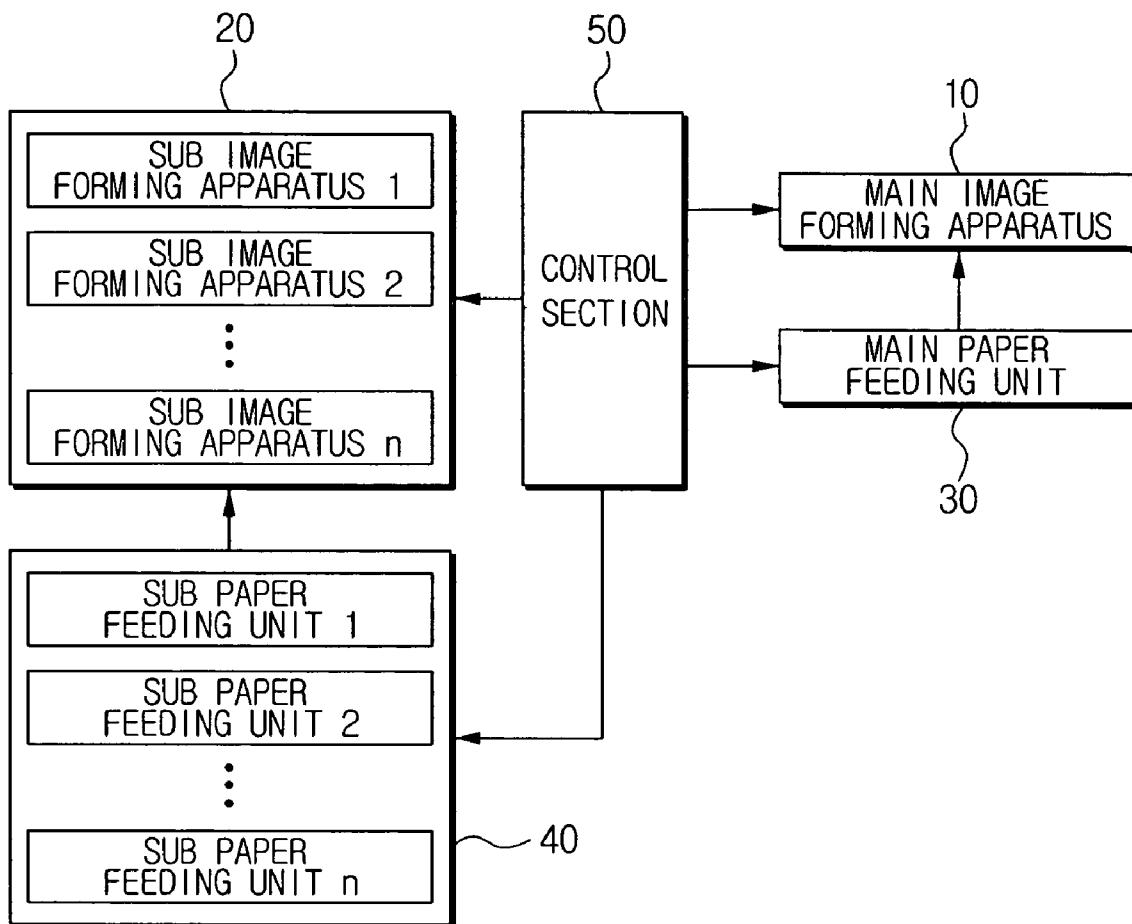 20
50
10
SUB IMAGE
FORMING APPARATUS 1
SUB IMAGE
FORMING APPARATUS 2
SUB IMAGE
FORMING APPARATUS n
CONTROL
SECTION
MAIN IMAGE
FORMING APPARATUS
MAIN PAPER
FEEDING UNIT
30
SUB PAPER
FEEDING UNIT 1
SUB PAPER
FEEDING UNIT 2
SUB PAPER
FEEDING UNIT n
40